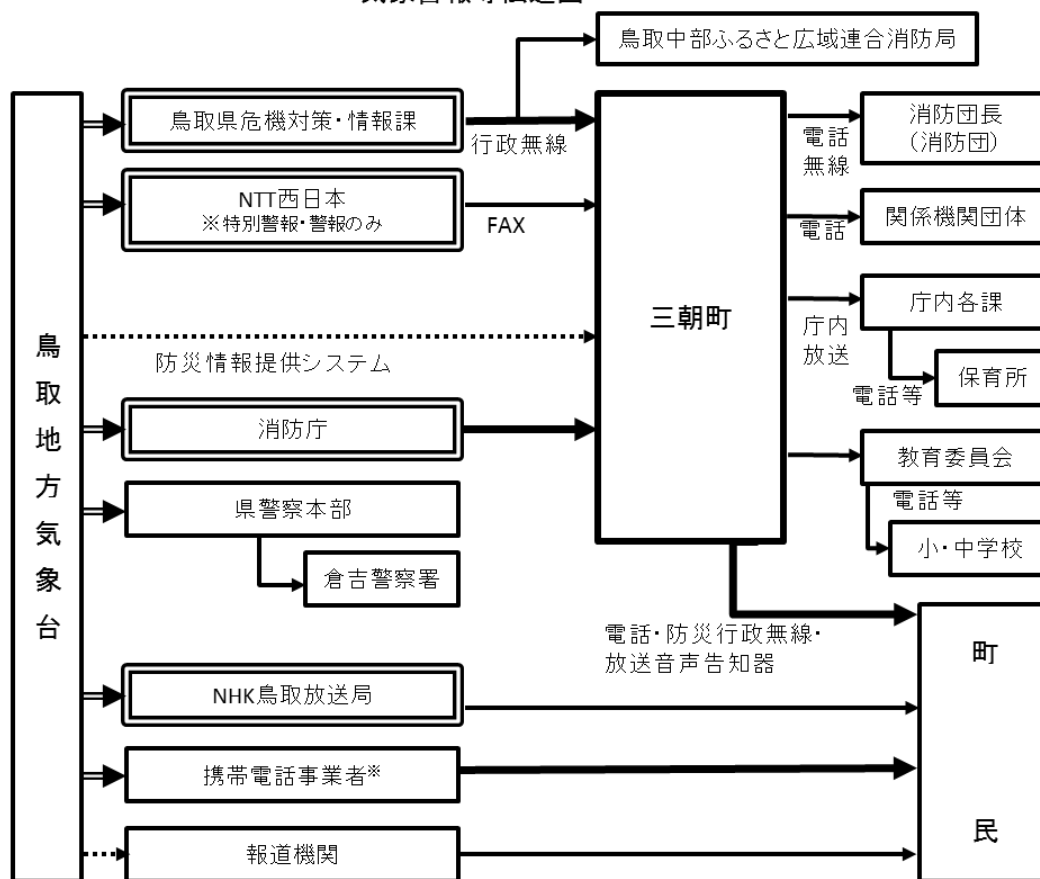 鳥取中部ふるさと広域連合消防局
鳥取県危機対策・情報課
行政無線
NTT西日本
※特別警報・警報のみ
FAX
防災情報提供システム
消防庁
県警察本部
倉吉警察署
NHK鳥取放送局
携帯電話事業者※
報道機関
鳥取地方気象台
三朝町
電話
無線
消防団長
(消防団)
電話
関係機関団体
庁内
放送
庁内各課
電話等
保育所
教育委員会
電話等
小・中学校
電話・防災行政無線・
放送音声告知器
町民